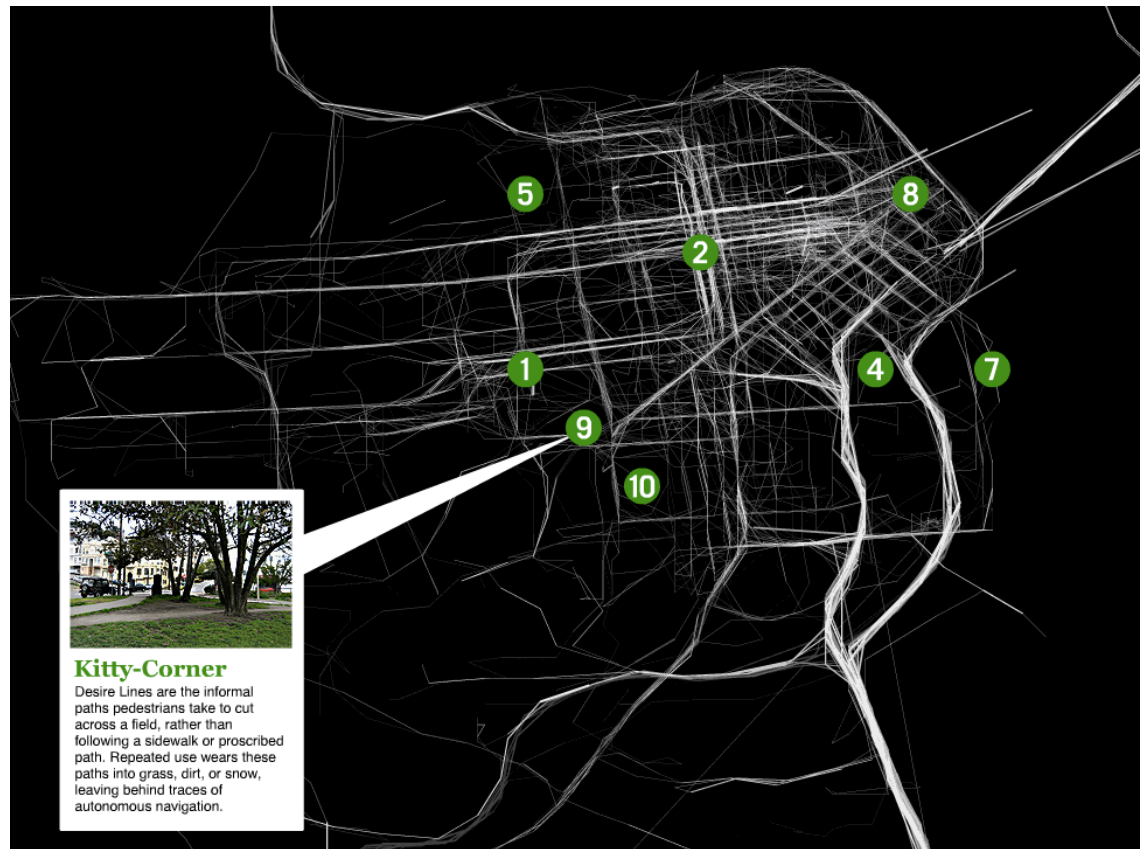 5
8
2
1
4
7
9
10
Kitty-Corner
Desire Lines are the informal
paths pedestrians take to cut
across a field, rather than
following a sidewalk or proscribed
path. Repeated use wears these
paths into grass, dirt, or snow,
leaving behind traces of
autonomous navigation.